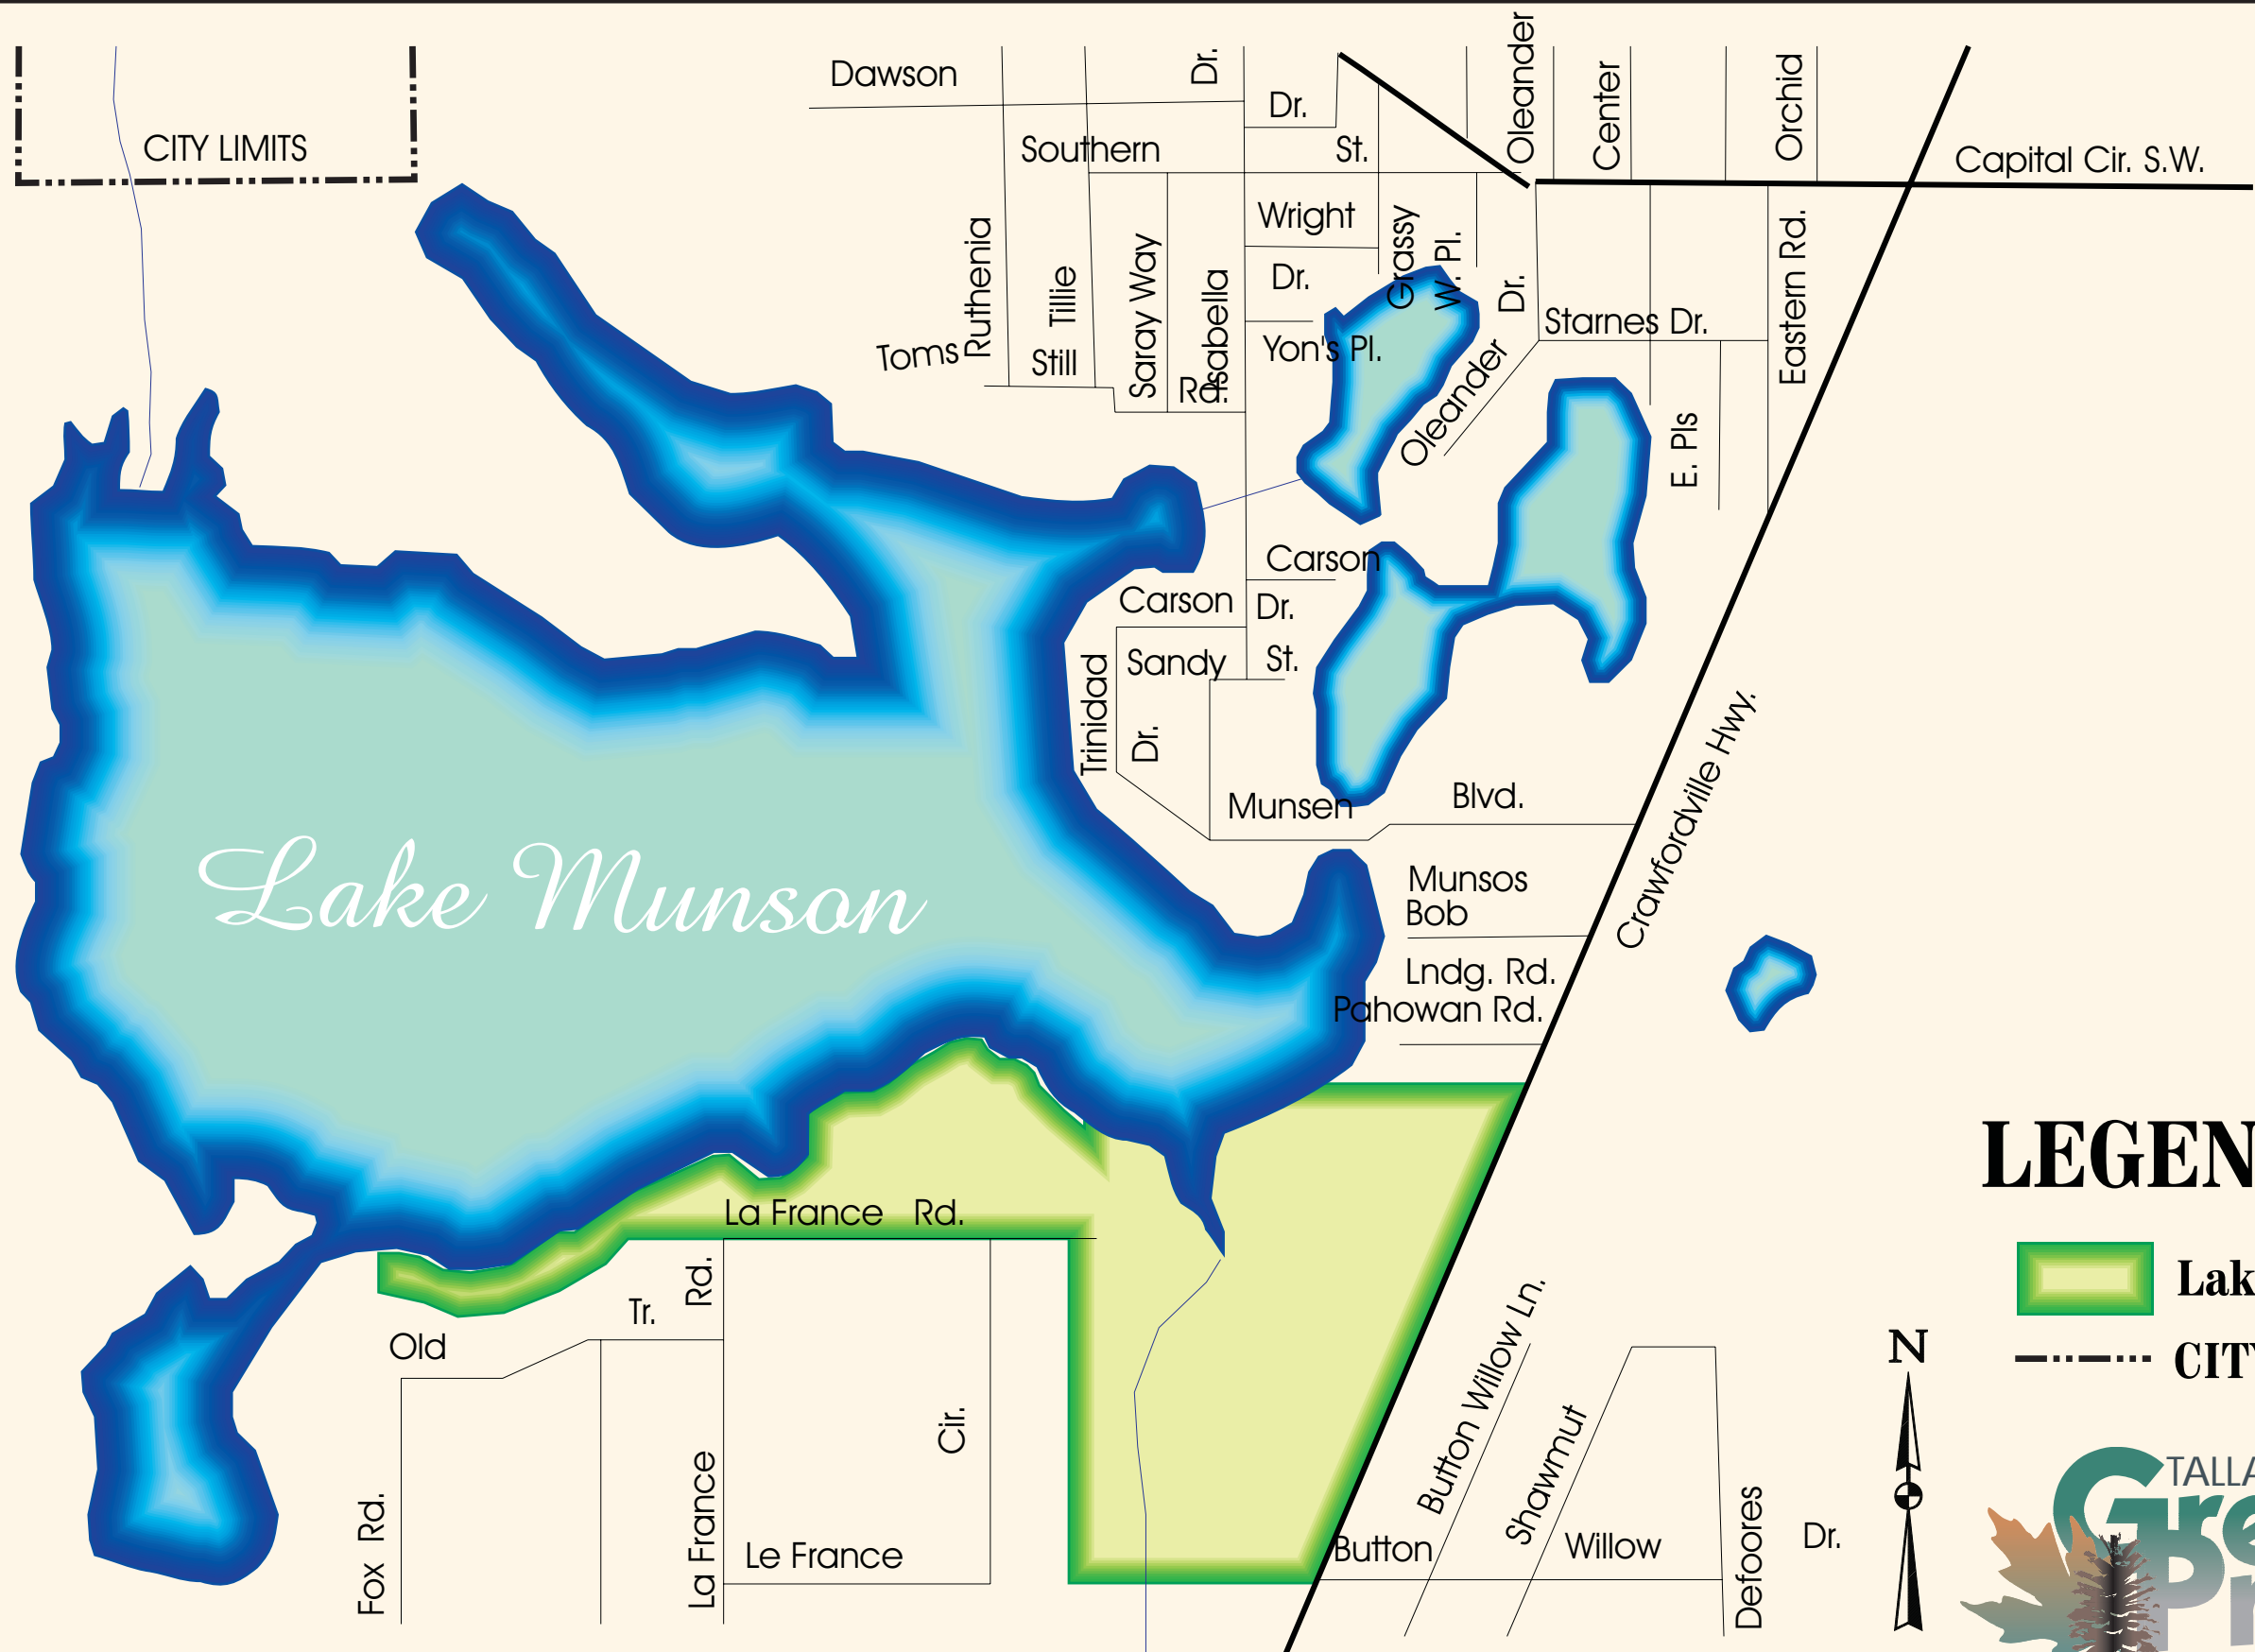 Dawson
Dr.
Dr.
Oleander
Center
Orchid
CITY LIMITS
Southern
St.
Capital Cir. S.W.
Ruthenia
Tillie
Saray Way
Isabella
Wright
Dr.
Grassy
W. Pl.
Dr.
Eastern Rd.
Starnes Dr.
Toms
Still
Rd.
Yon's Pl.
Oleander
E. Pls
Carson
Carson
Dr.
Sandy
St.
Trinidad
Dr.
Munsen
Blvd.
Crawfordville Hwy.
Lake Munson
Munsos
Bob
Lndg. Rd.
Pahowan Rd.
LEGEN
La France Rd.
Lak
Rd.
Tr.
Old
N
CITY
Button Willow Ln.
Shawmut
Cir.
La France
Fox Rd.
Le France
Button
Willow
Defoores
Dr.
TALLA
Gre
Pr